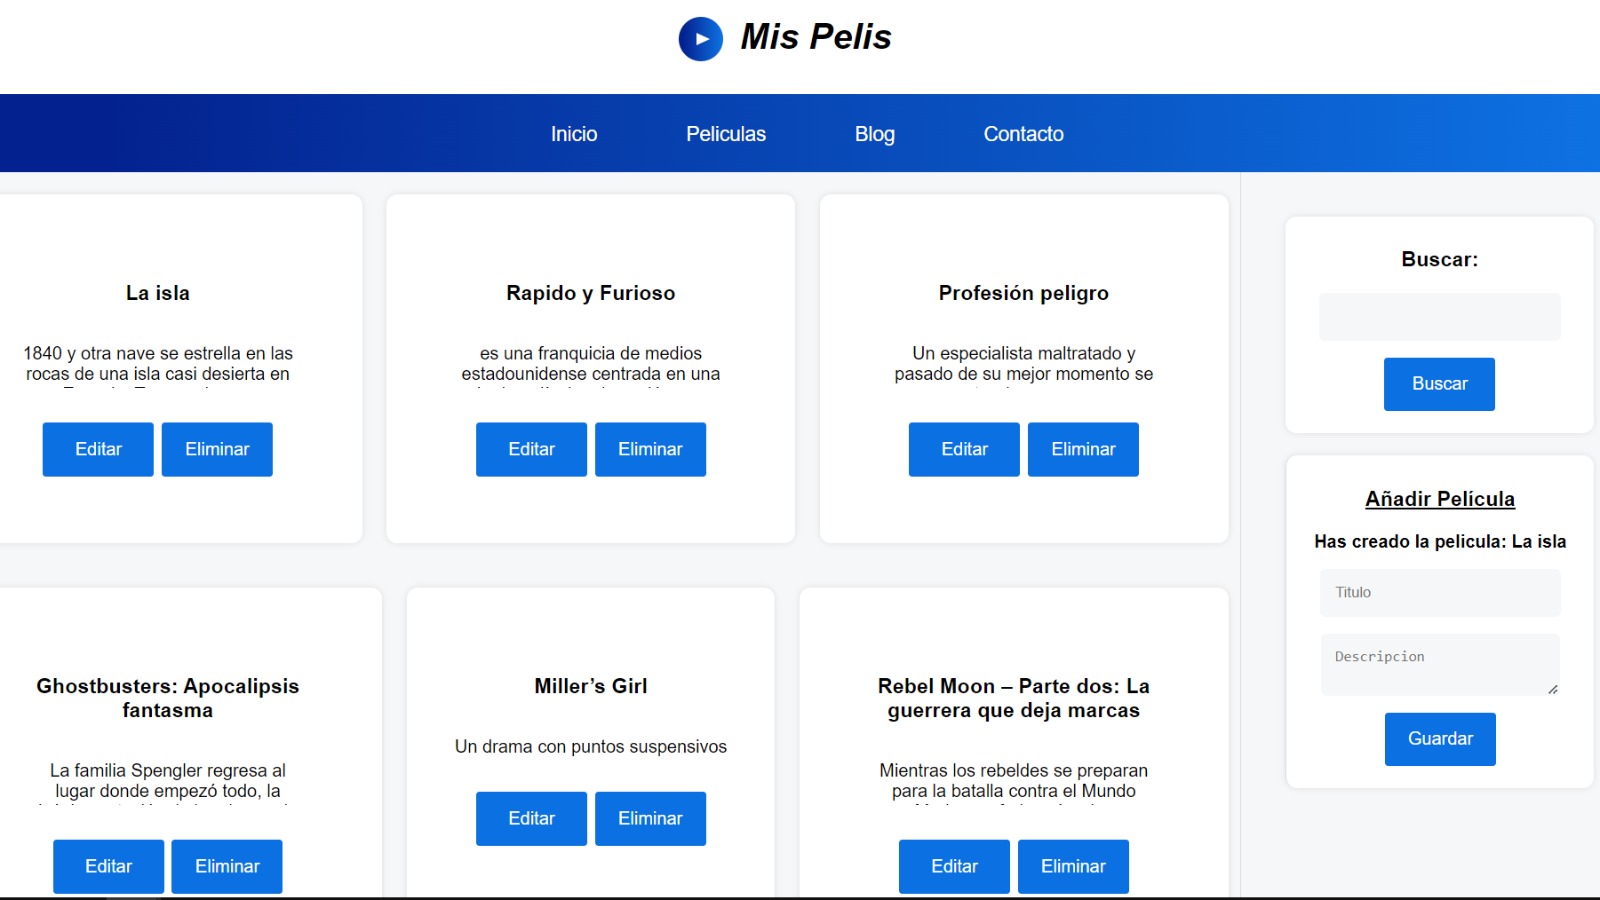 Mis Pelis
Inicio
Peliculas
Blog
Contacto
La isla
1840 y otra nave se estrella en las
rocas de una isla casi desierta en
Editar
Eliminar
Rapido y Furioso
es una franquicia de medios
estadounidense centrada en una
Editar
Eliminar
Profesión peligro
Un especialista maltratado y
pasado de su mejor momento se
Editar
Eliminar
Ghostbusters: Apocalipsis
fantasma
La familia Spengler regresa al
lugar donde empezó todo, la
Editar
Eliminar
Miller’s Girl
Un drama con puntos suspensivos
Editar
Eliminar
Rebel Moon – Parte dos: La
guerrera que deja marcas
Mientras los rebeldes se preparan
para la batalla contra el Mundo
Editar
Eliminar
Buscar:
Buscar
Añadir Película
Has creado la pelicula: La isla
Titulo
Descripcion
Guardar